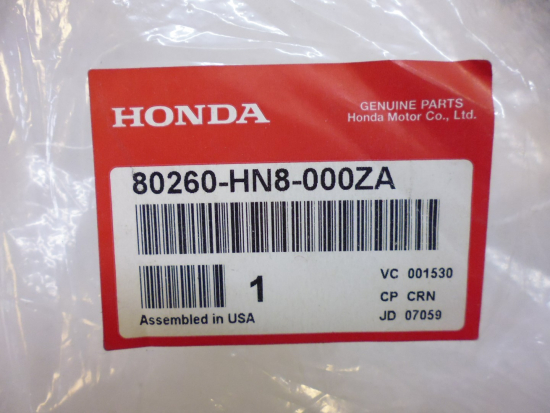 HONDA
GENUINE PARTS
Honda Motor Co., Ltd.
80260-HN8-000ZA
1
VC 001530
CP CRN
Assembled in USA
JD 07059